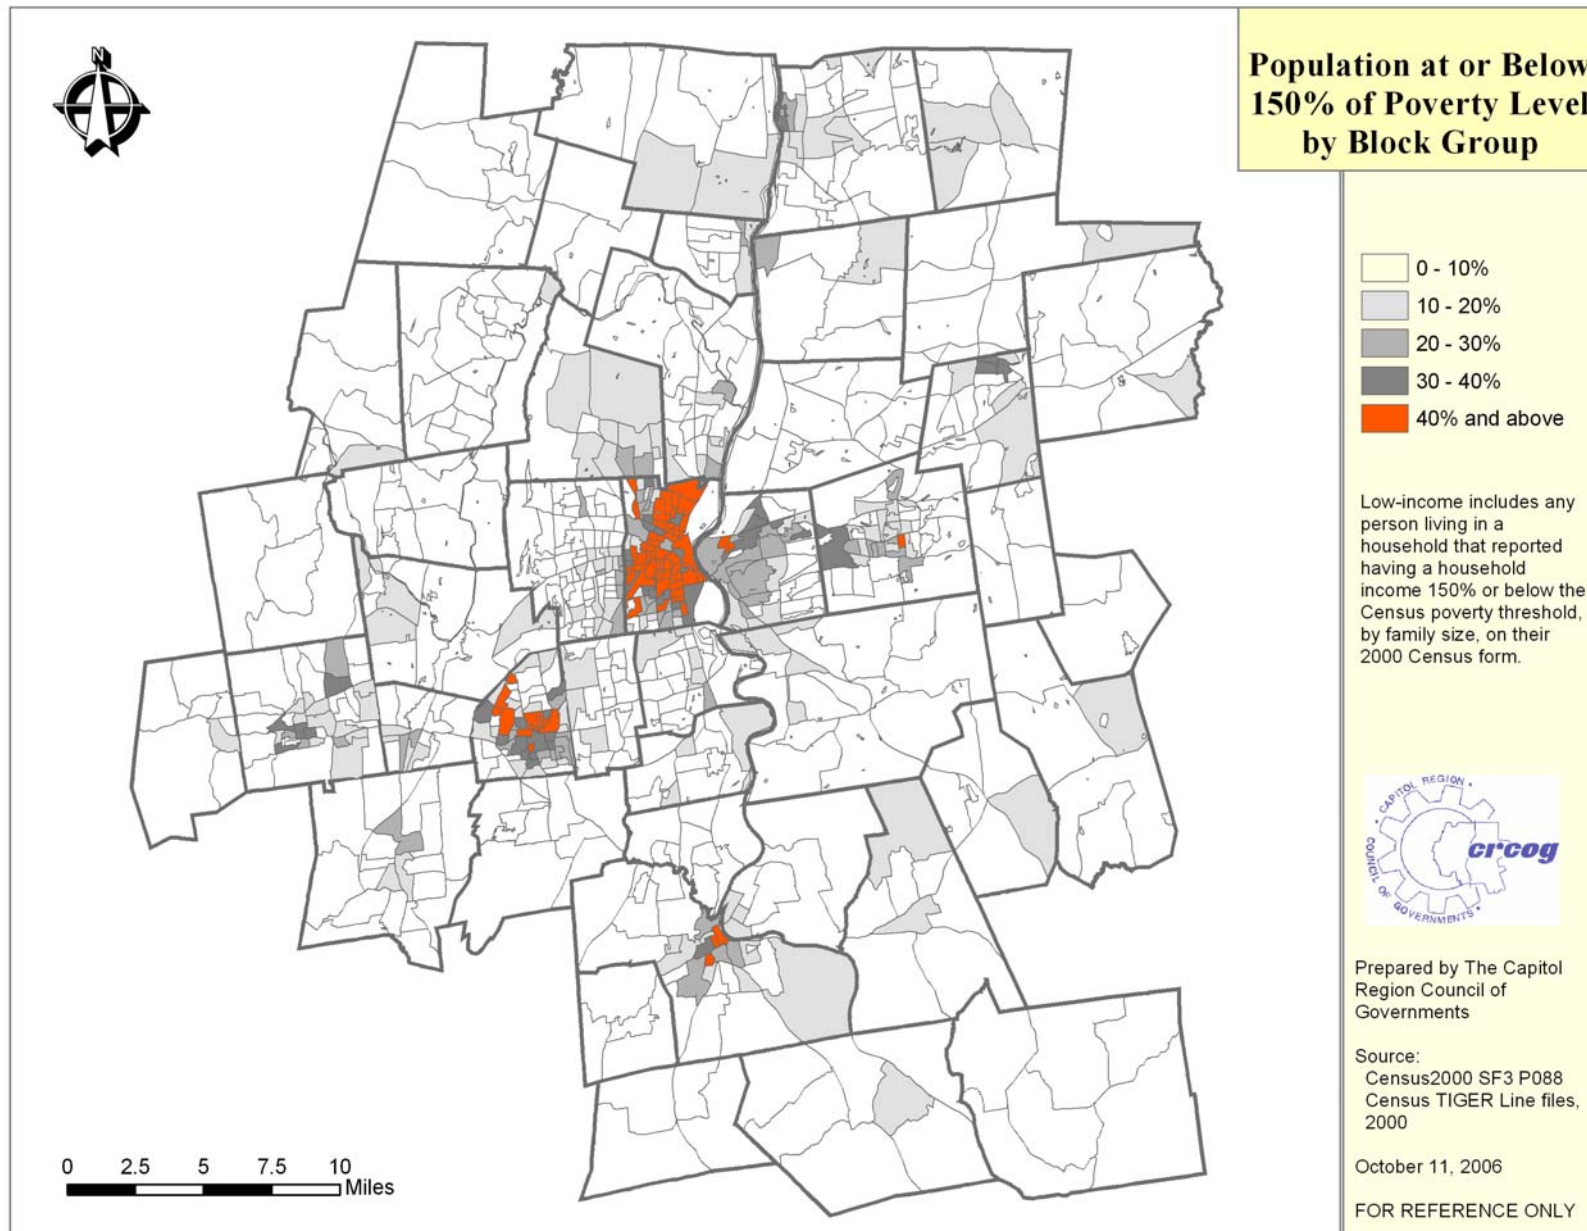 N
Population at or Below
150% of Poverty Level
by Block Group
0 - 10%
10 - 20%
20 - 30%
30 - 40%
40% and above
Low-income includes any
person living in a
household that reported
having a household
income 150% or below the
Census poverty threshold,
by family size, on their
2000 Census form.
• CAPITOL REGION •
COUNCIL OF GOVERNMENTS
crcog
Prepared by The Capitol
Region Council of
Governments
Source:
Census2000 SF3 P088
Census TIGER Line files,
2000
October 11, 2006
FOR REFERENCE ONLY
0 2.5 5 7.5 10
Miles